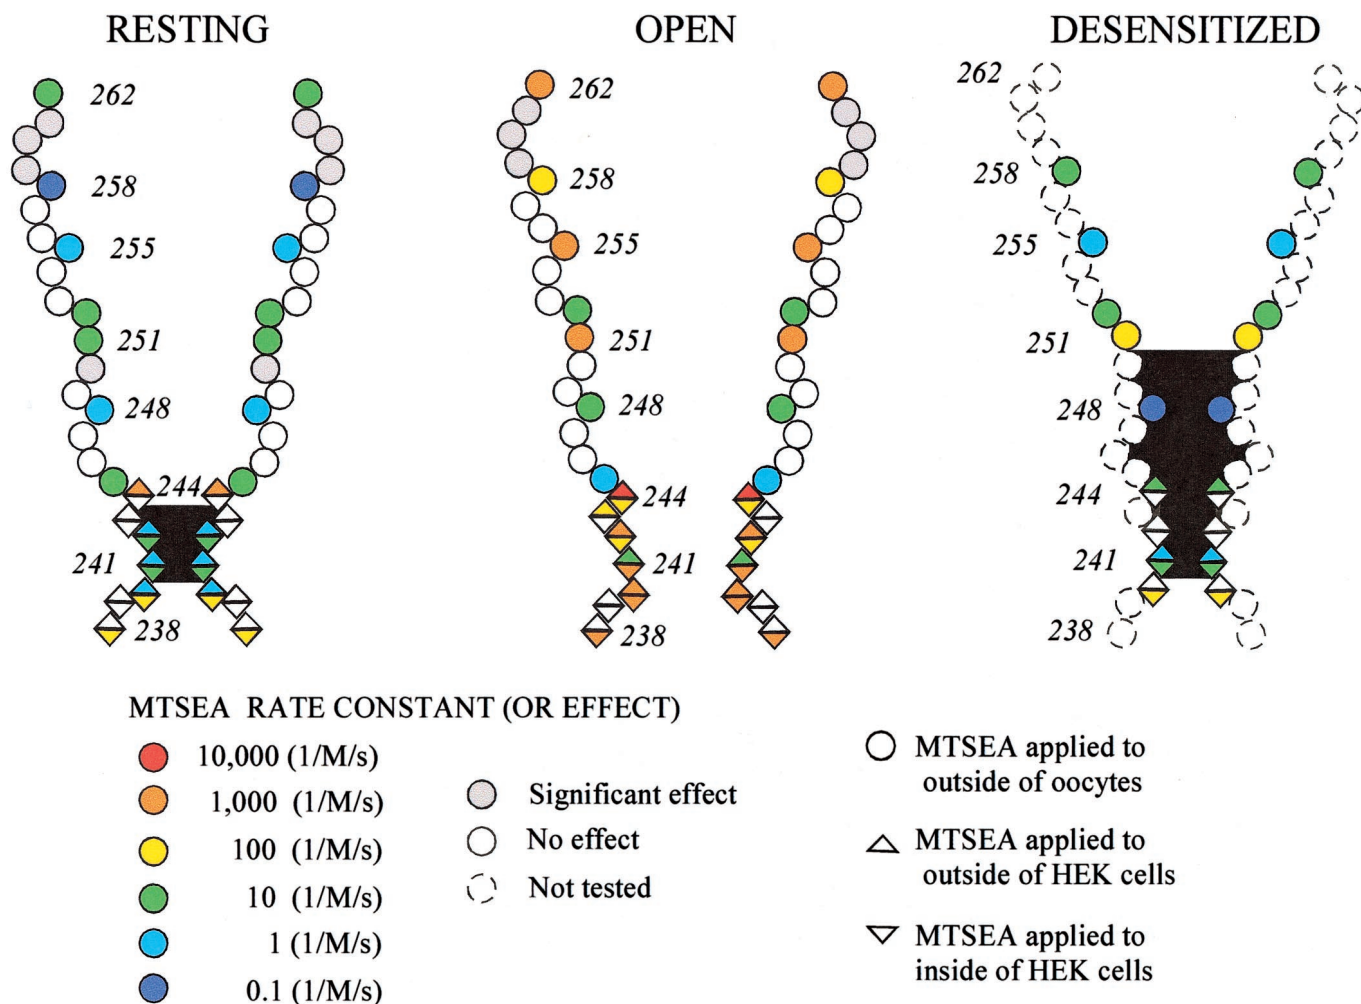 RESTING
OPEN
DESENSITIZED
262
258
255
251
248
244
241
238
262
258
255
251
248
244
241
238
262
258
255
251
248
244
241
238
MTSEA RATE CONSTANT (OR EFFECT)
10,000 (1/M/s)
1,000 (1/M/s)
100 (1/M/s)
10 (1/M/s)
1 (1/M/s)
0.1 (1/M/s)
Significant effect
No effect
Not tested
MTSEA applied to
outside of oocytes
MTSEA applied to
outside of HEK cells
MTSEA applied to
inside of HEK cells